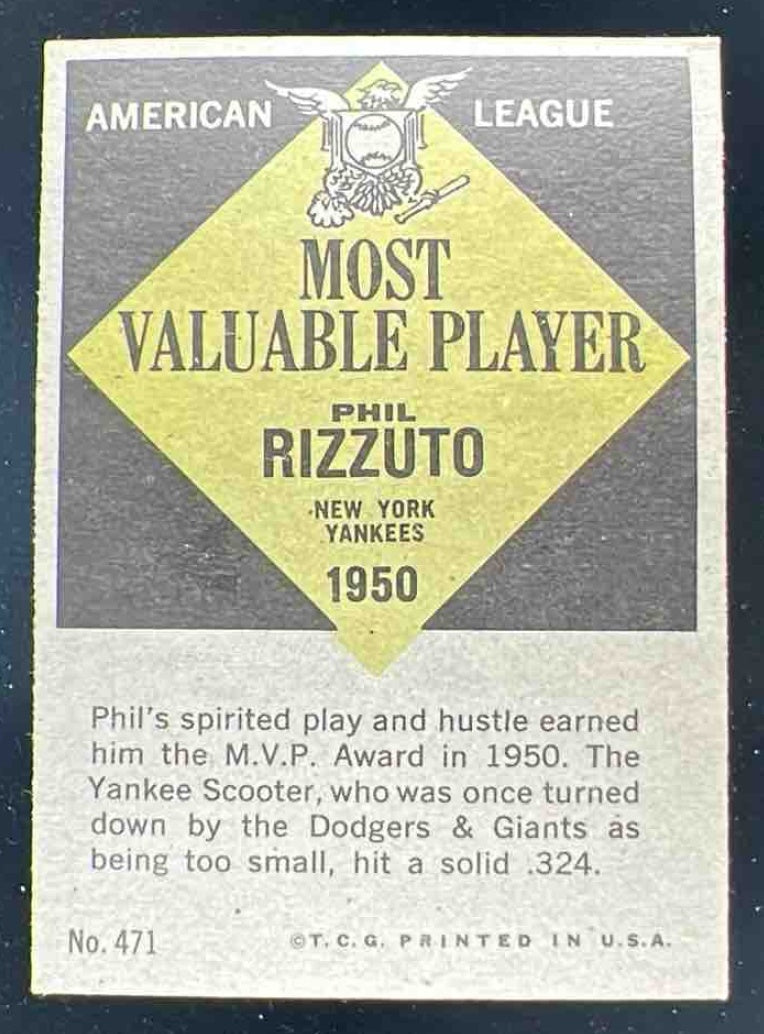 AMERICAN LEAGUE
MOST
VALUABLE PLAYER
PHIL
RIZZUTO
NEW YORK
YANKEES
1950
Phil's spirited play and hustle earned
him the M.V.P. Award in 1950. The
Yankee Scooter, who was once turned
down by the Dodgers & Giants as
being too small, hit a solid .324.
No. 471 ©T.C.G. PRINTED IN U.S.A.